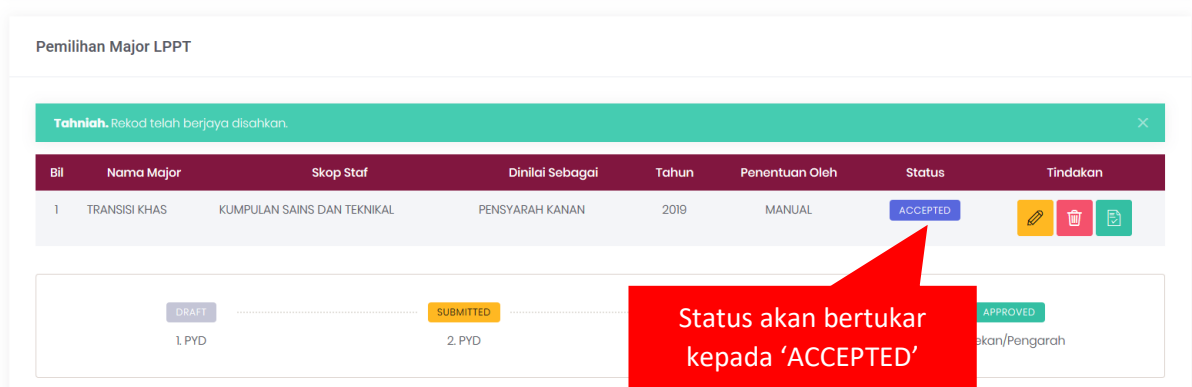 Pemilihan Major LPPT
Tahniah. Rekod telah berjaya disahkan.
Bil Nama Major Skop Staf Dinilai Sebagai Tahun Penentuan Oleh Status Tindakan
1 TRANSISI KHAS KUMPULAN SAINS DAN TEKNIKAL PENSYARAH KANAN 2019 MANUAL ACCEPTED
DRAFT SUBMITTED APPROVED
1. PYD 2. PYD ekan/Pengarah
Status akan bertukar
kepada ‘ACCEPTED’